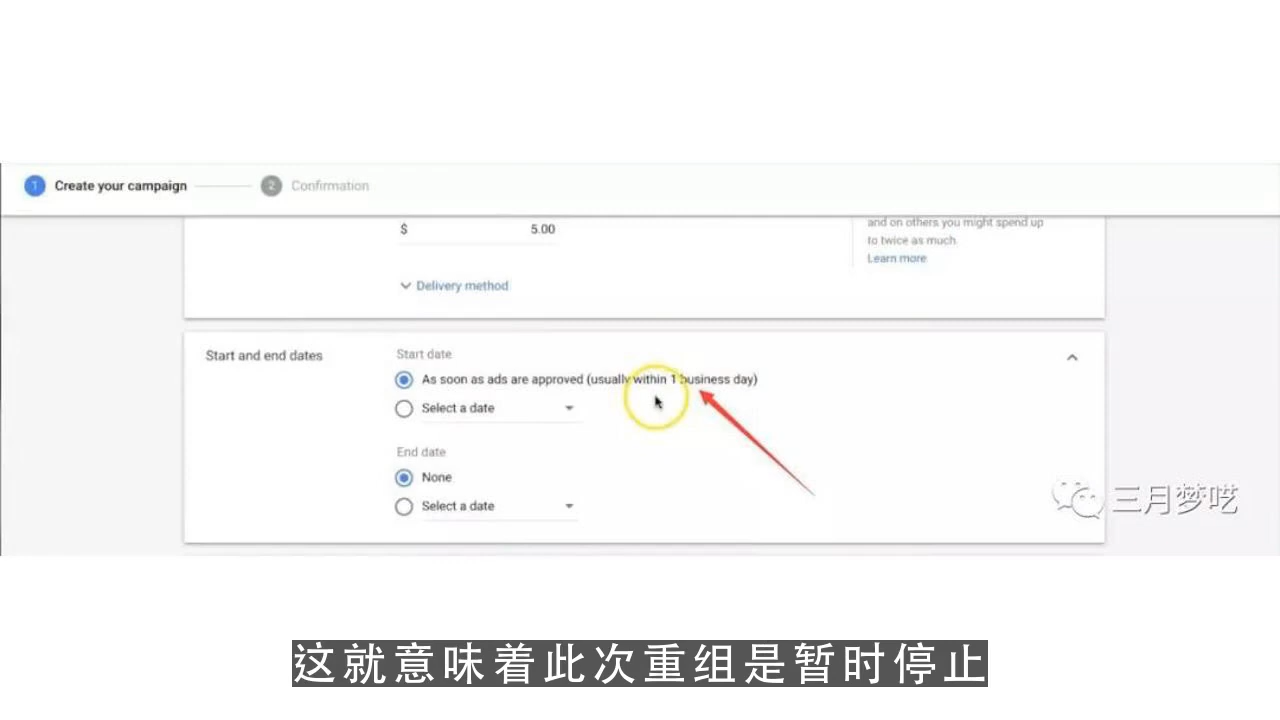 1 Create your campaign 2 Confirmation
$ 5.00
and on others you might spend up
to twice as much.
Learn more
Delivery method
Start and end dates
Start date
As soon as ads are approved (usually within 1 business day)
Select a date
End date
None
Select a date
三月梦呓
这就意味着此次重组是暂时停止